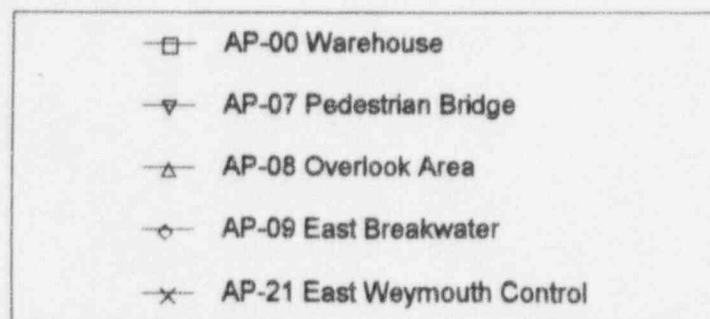 AP-00 Warehouse
AP-07 Pedestrian Bridge
AP-08 Overlook Area
AP-09 East Breakwater
AP-21 East Weymouth Control